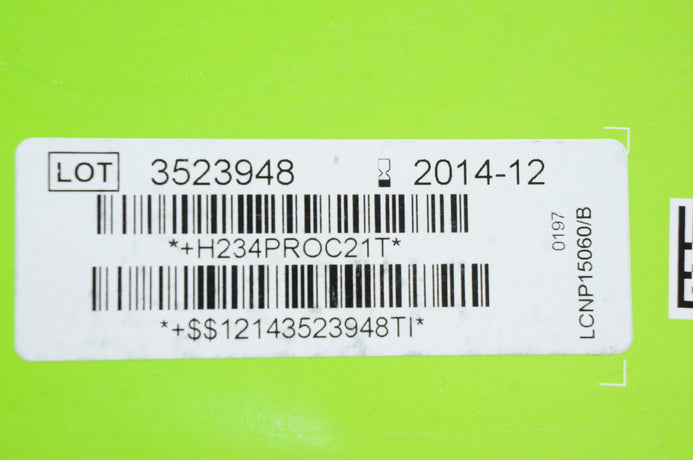 LOT 3523948 2014-12
*+H234PROC21T*
*+$$12143523948TI*
0197
LCNP15060/B